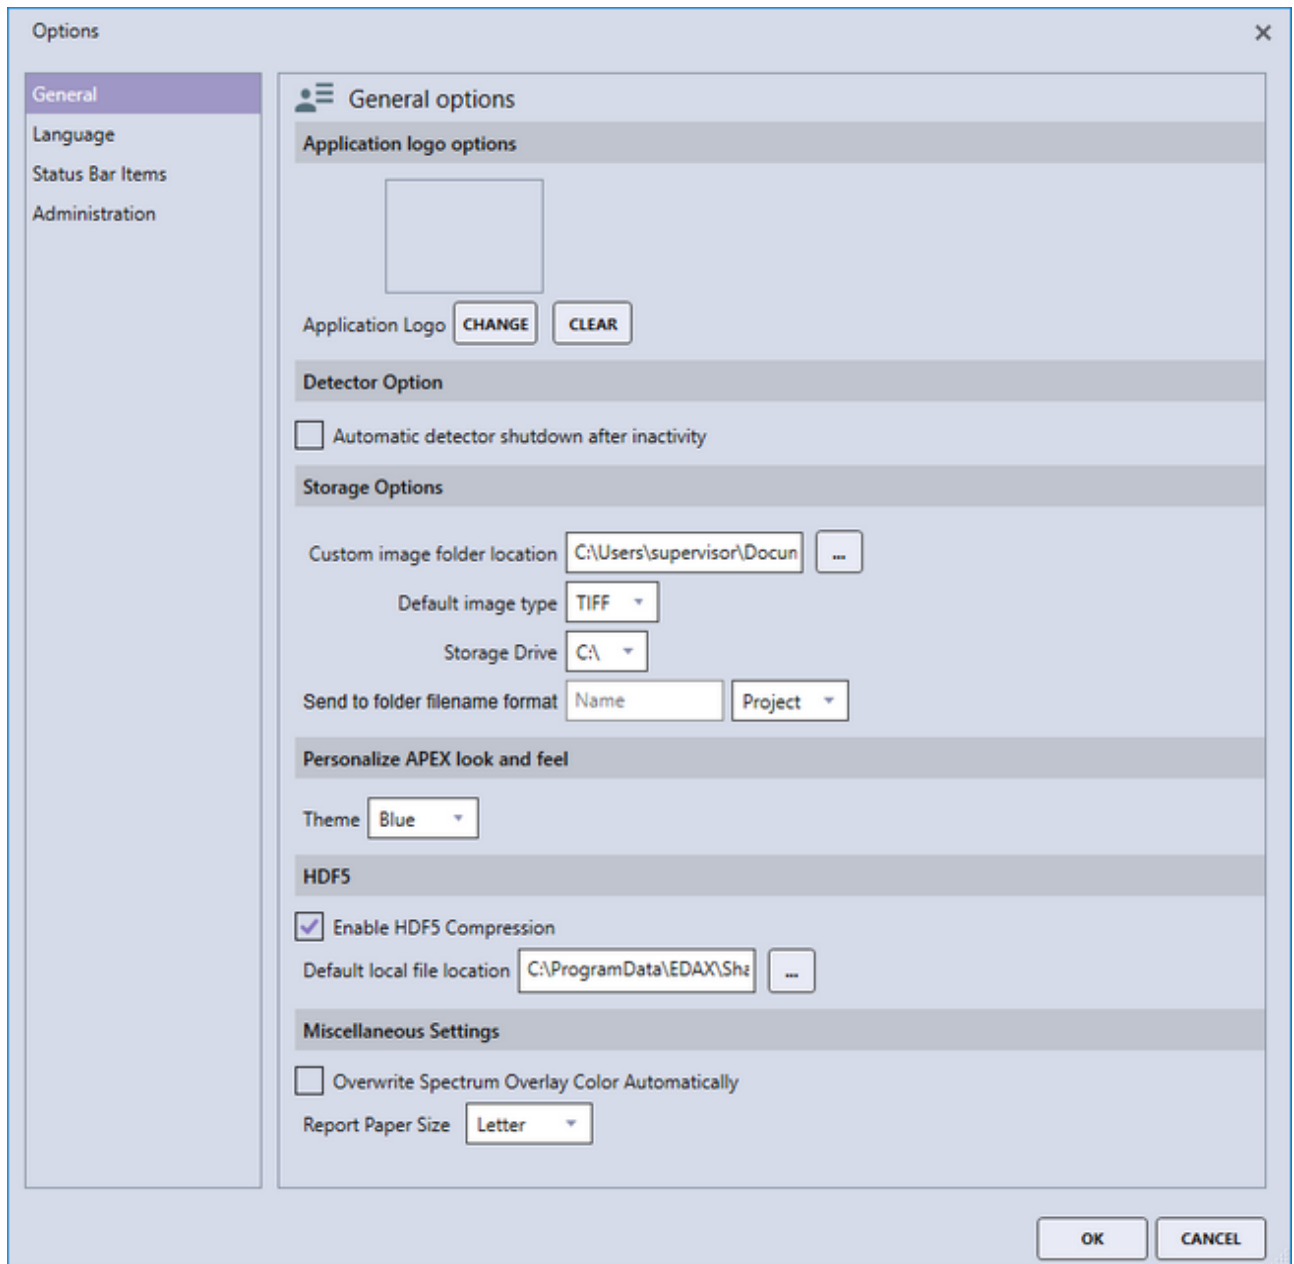 Options
General
Language
Status Bar Items
Administration
General options
Application logo options
Application Logo CHANGE CLEAR
Detector Option
Automatic detector shutdown after inactivity
Storage Options
Custom image folder location C:\Users\supervisor\Docun ...
Default image type TIFF
Storage Drive C:\
Send to folder filename format Name Project
Personalize APEX look and feel
Theme Blue
HDF5
Enable HDF5 Compression
Default local file location C:\ProgramData\EDAX\Sha ...
Miscellaneous Settings
Overwrite Spectrum Overlay Color Automatically
Report Paper Size Letter
OK CANCEL